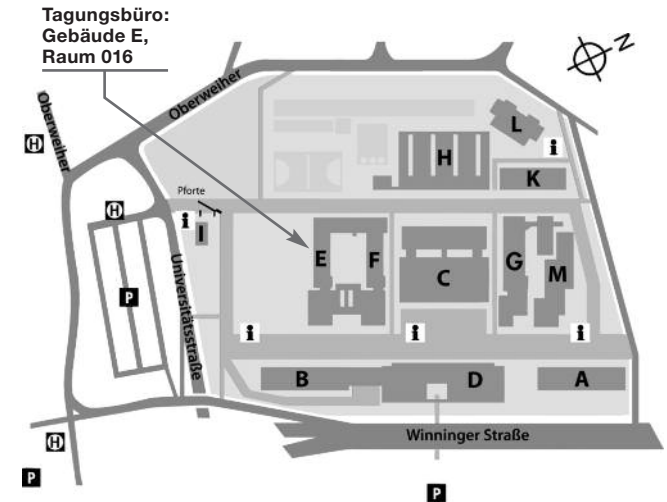 Tagungsbüro:
Gebäude E,
Raum 016
N
Oberweiher
Oberweiher
H
L
i
H
K
Pforte
H
i
I
E
F
C
G
M
P
Universitätsstraße
i
i
i
B
D
A
H
Winninger Straße
P
P